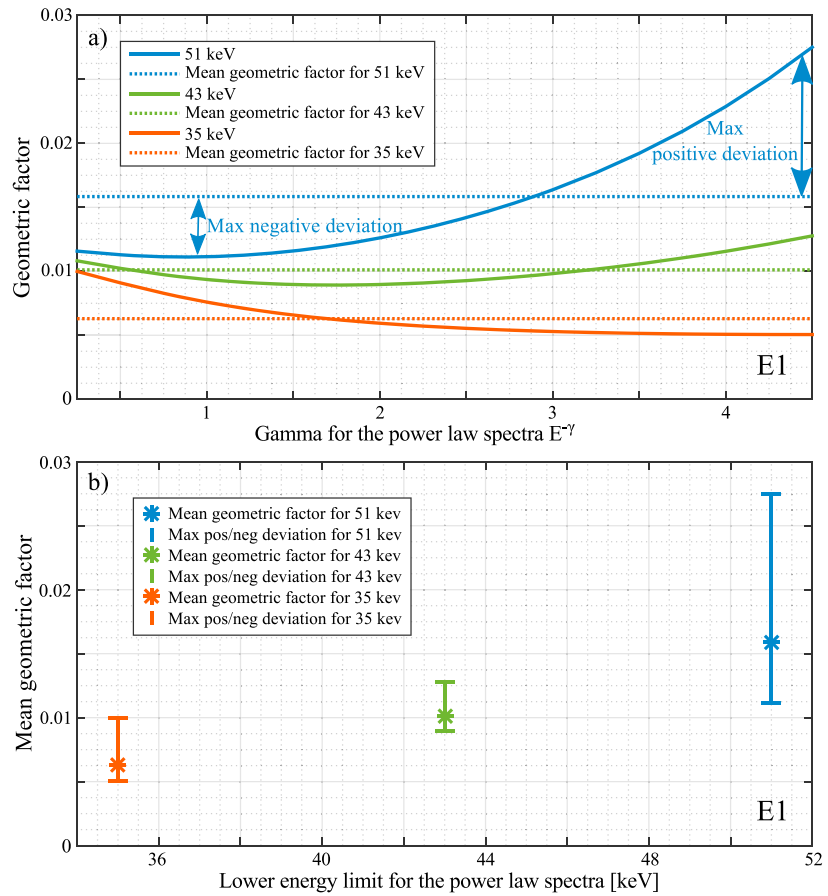 0.03
a)
51 keV
Mean geometric factor for 51 keV
43 keV
Mean geometric factor for 43 keV
35 keV
Mean geometric factor for 35 keV
Max
positive deviation
0.02
Max negative deviation
Geometric factor
0.01
E1
0
1
2
3
4
Gamma for the power law spectra E^-γ
0.03
b)
Mean geometric factor for 51 kev
Max pos/neg deviation for 51 kev
Mean geometric factor for 43 kev
Max pos/neg deviation for 43 kev
Mean geometric factor for 35 kev
Max pos/neg deviation for 35 kev
0.02
Mean geometric factor
0.01
E1
0
36
40
44
48
52
Lower energy limit for the power law spectra [keV]